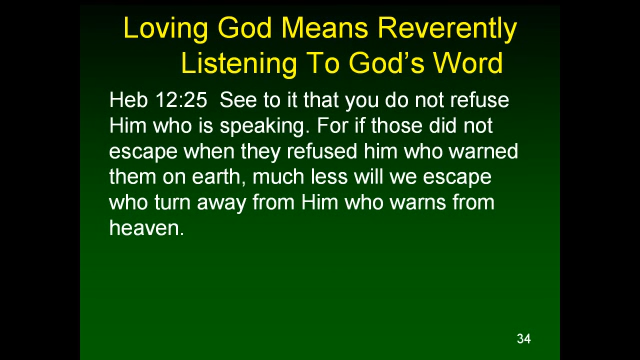 Loving God Means Reverently
Listening To God's Word
Heb 12:25  See to it that you do not refuse
Him who is speaking. For if those did not
escape when they refused him who warned
them on earth, much less will we escape
who turn away from Him who warns from
heaven.
34